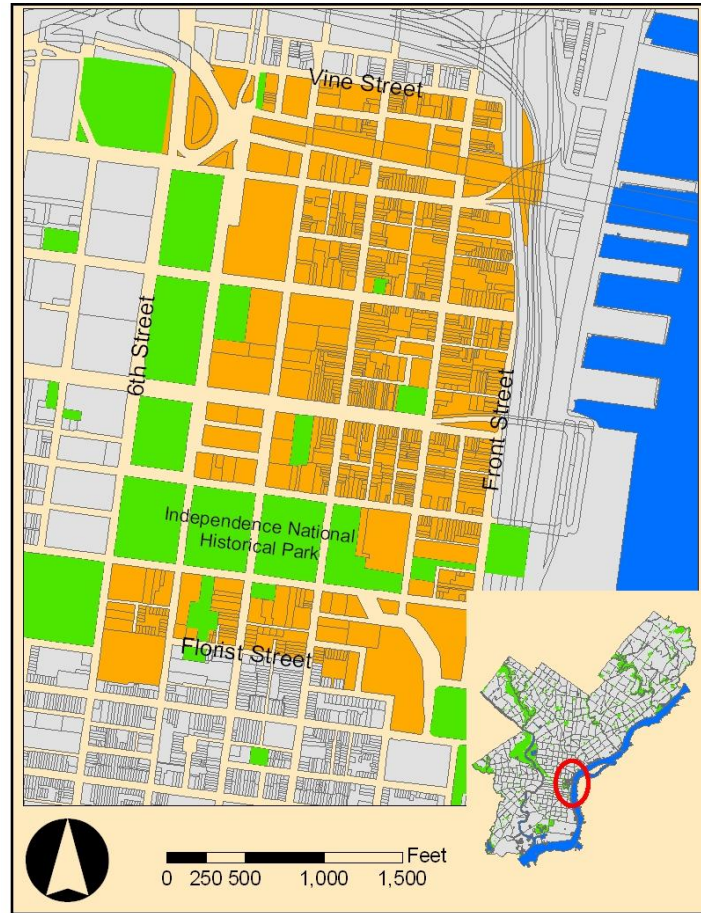 Vine Street
6th Street
Front Street
Independence National
Historical Park
Florist Street
Feet
0 250 500 1,000 1,500